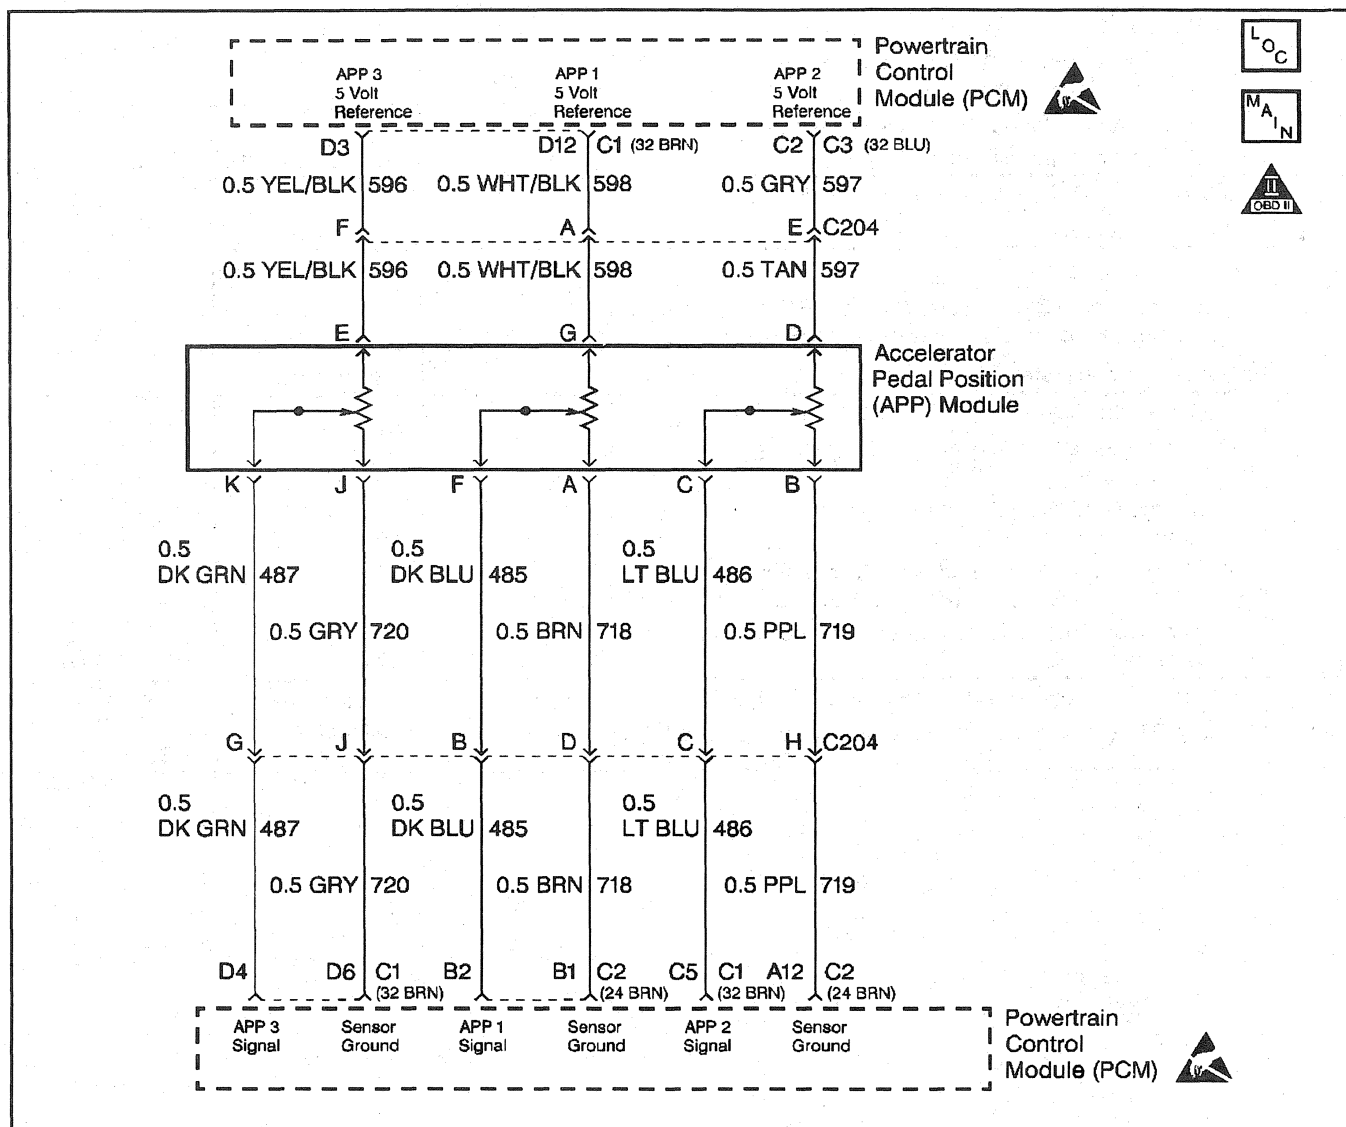 APP 3
5 Volt
Reference
APP 1
5 Volt
Reference
APP 2
5 Volt
Reference
Powertrain
Control
Module (PCM)
L O C
M A I N
II
OBD II
D3 D12 C1 (32 BRN) C2 C3 (32 BLU)
0.5 YEL/BLK 596 0.5 WHT/BLK 598 0.5 GRY 597
F A E C204
0.5 YEL/BLK 596 0.5 WHT/BLK 598 0.5 TAN 597
E G D
Accelerator
Pedal Position
(APP) Module
K J F A C B
0.5
DK GRN 487
0.5
DK BLU 485
0.5
LT BLU 486
0.5 GRY 720 0.5 BRN 718 0.5 PPL 719
G J B D C H C204
0.5
DK GRN 487
0.5
DK BLU 485
0.5
LT BLU 486
0.5 GRY 720 0.5 BRN 718 0.5 PPL 719
D4 D6 C1 (32 BRN) B2 B1 C2 (24 BRN) C5 C1 (32 BRN) A12 C2 (24 BRN)
APP 3
Signal
Sensor
Ground
APP 1
Signal
Sensor
Ground
APP 2
Signal
Sensor
Ground
Powertrain
Control
Module (PCM)